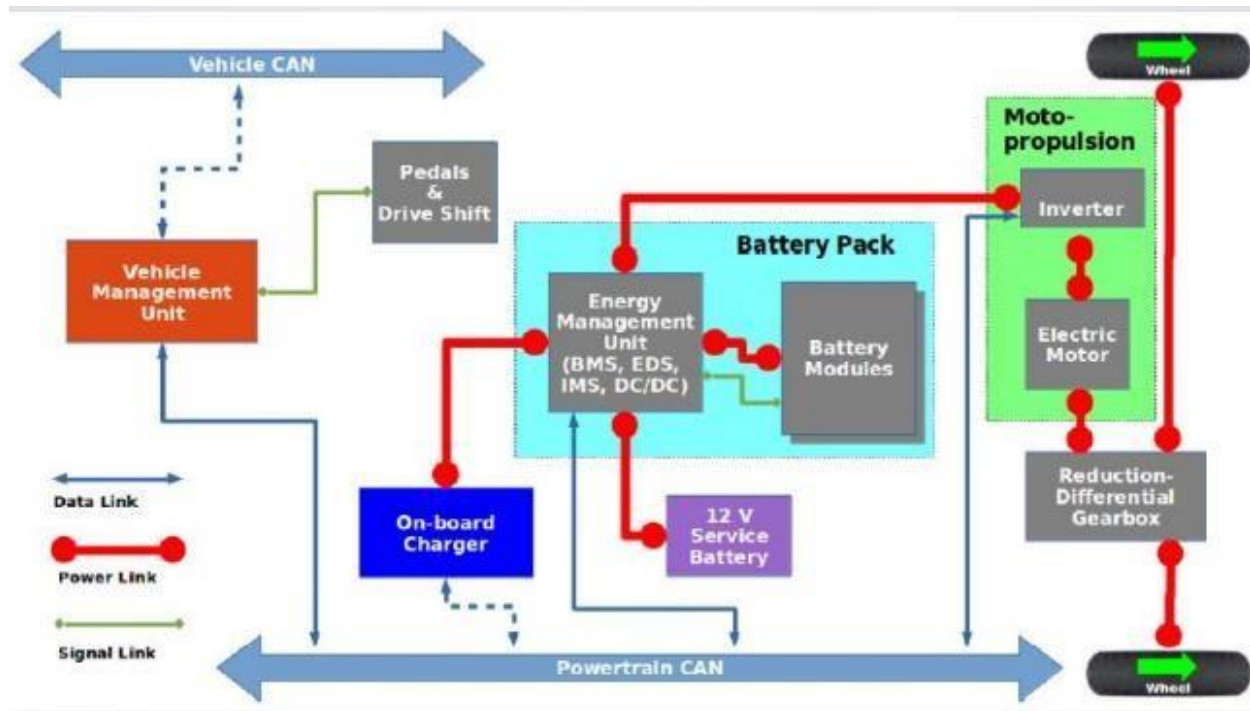 Vehicle CAN
Wheel
Moto-
propulsion
Pedals
&
Drive Shift
Inverter
Battery Pack
Vehicle
Management
Unit
Energy
Management
Unit
(BMS, EDS,
IMS, DC/DC)
Battery
Modules
Electric
Motor
Reduction-
Differential
Gearbox
Data Link
On-board
Charger
12 V
Service
Battery
Power Link
Signal Link
Powertrain CAN
Wheel